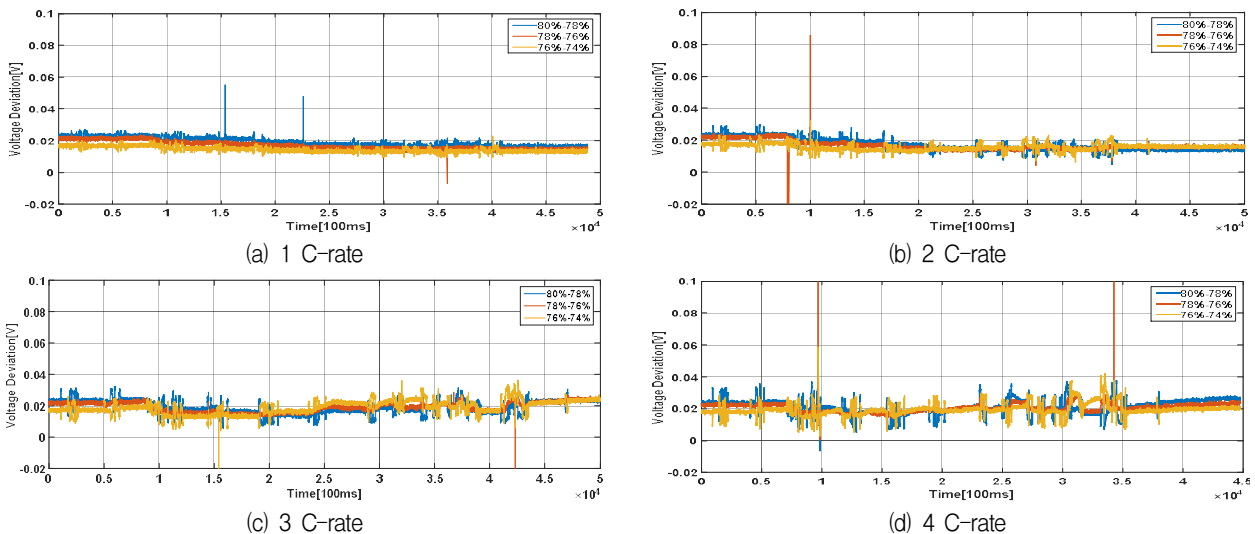 0.1
0.08
0.06
0.04
0.02
0
-0.02
Voltage Deviation[V]
80%-78%
78%-76%
76%-74%
0 0.5 1 1.5 2 2.5 3 3.5 4 4.5 5
Time[100ms]
×10⁴
(a) 1 C-rate
0.1
0.08
0.06
0.04
0.02
0
-0.02
Voltage Deviation[V]
80%-78%
78%-76%
76%-74%
0 0.5 1 1.5 2 2.5 3 3.5 4 4.5 5
Time[100ms]
×10⁴
(b) 2 C-rate
0.1
0.08
0.06
0.04
0.02
0
-0.02
Voltage Deviation[V]
80%-78%
78%-76%
76%-74%
0 0.5 1 1.5 2 2.5 3 3.5 4 4.5 5
Time[100ms]
×10⁴
(c) 3 C-rate
0.1
0.08
0.06
0.04
0.02
0
-0.02
Voltage Deviation[V]
80%-78%
78%-76%
76%-74%
0 0.5 1 1.5 2 2.5 3 3.5 4 4.5
Time[100ms]
×10⁴
(d) 4 C-rate